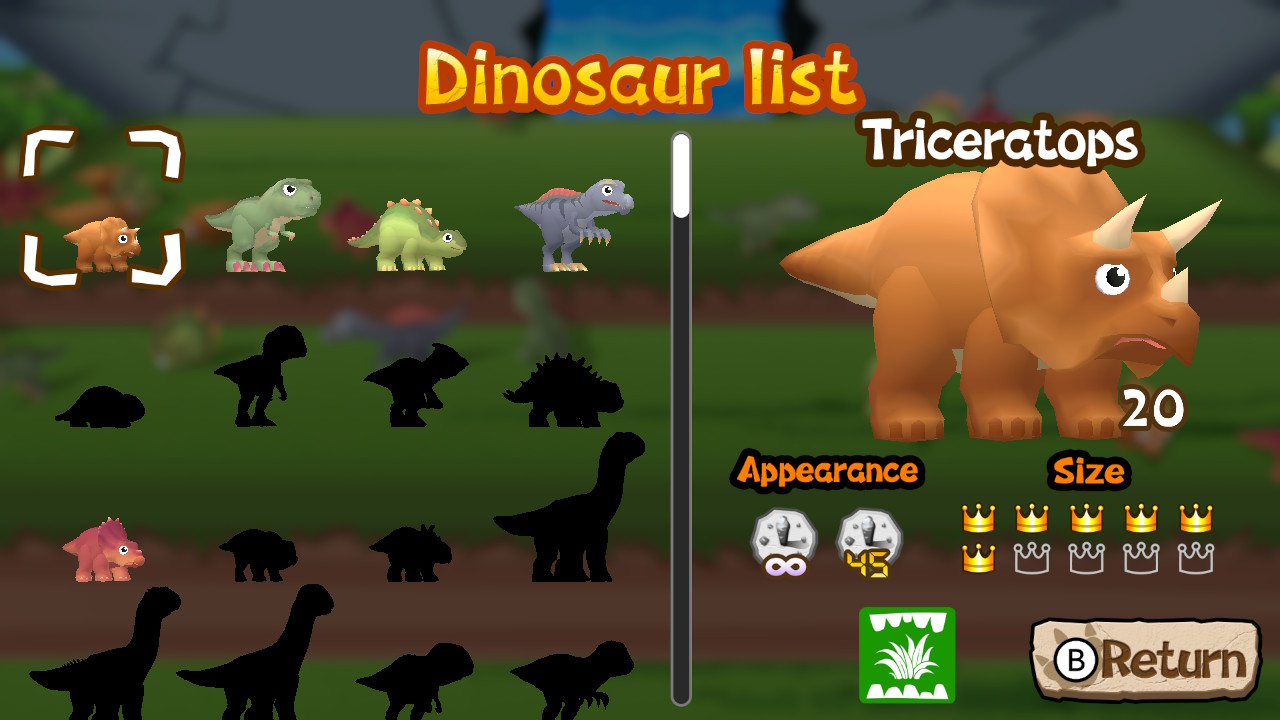 Dinosaur list
Triceratops
20
Appearance
Size
∞
45
B Return